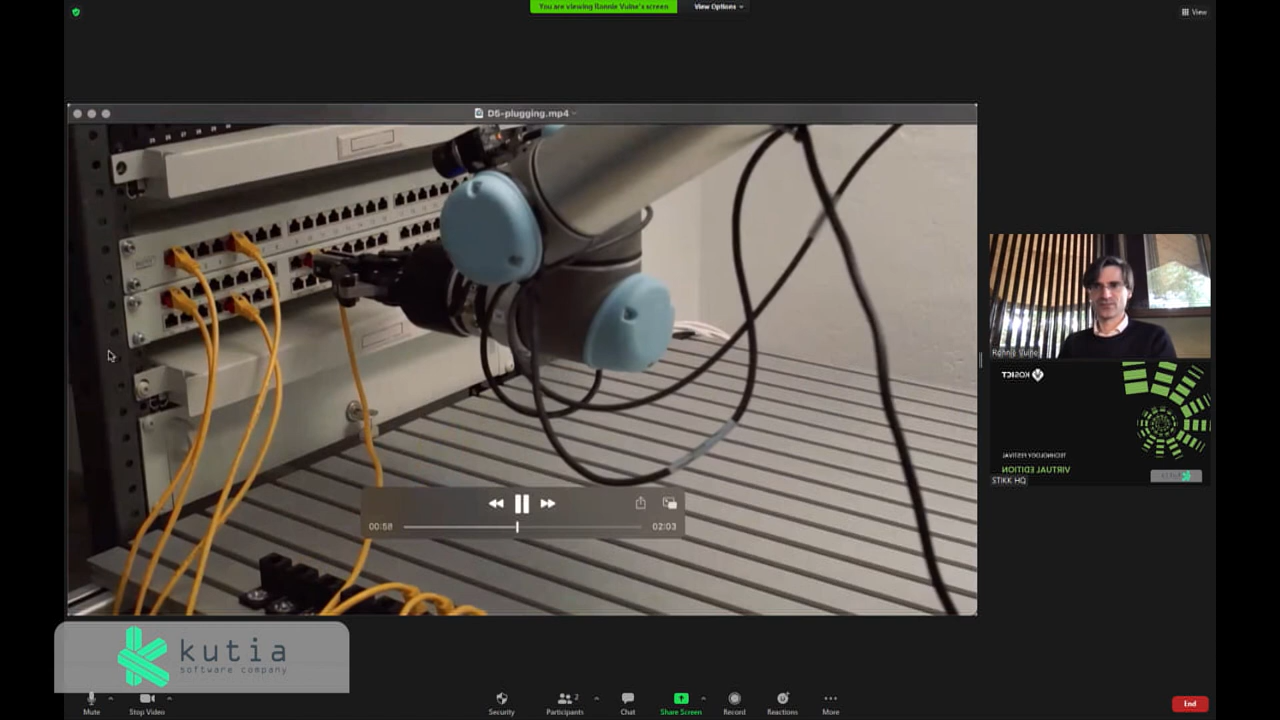 You are viewing Ronnie Vuine's screen
View Options
View
D5-plugging.mp4
00:58
02:03
Ronnie Vuine
KOSICT
TECHNOLOGY FESTIVAL
VIRTUAL EDITION
STIKK HQ
kutia
software company
Mute
Stop Video
Security
Participants
2
Chat
Share Screen
Record
Reactions
More
End